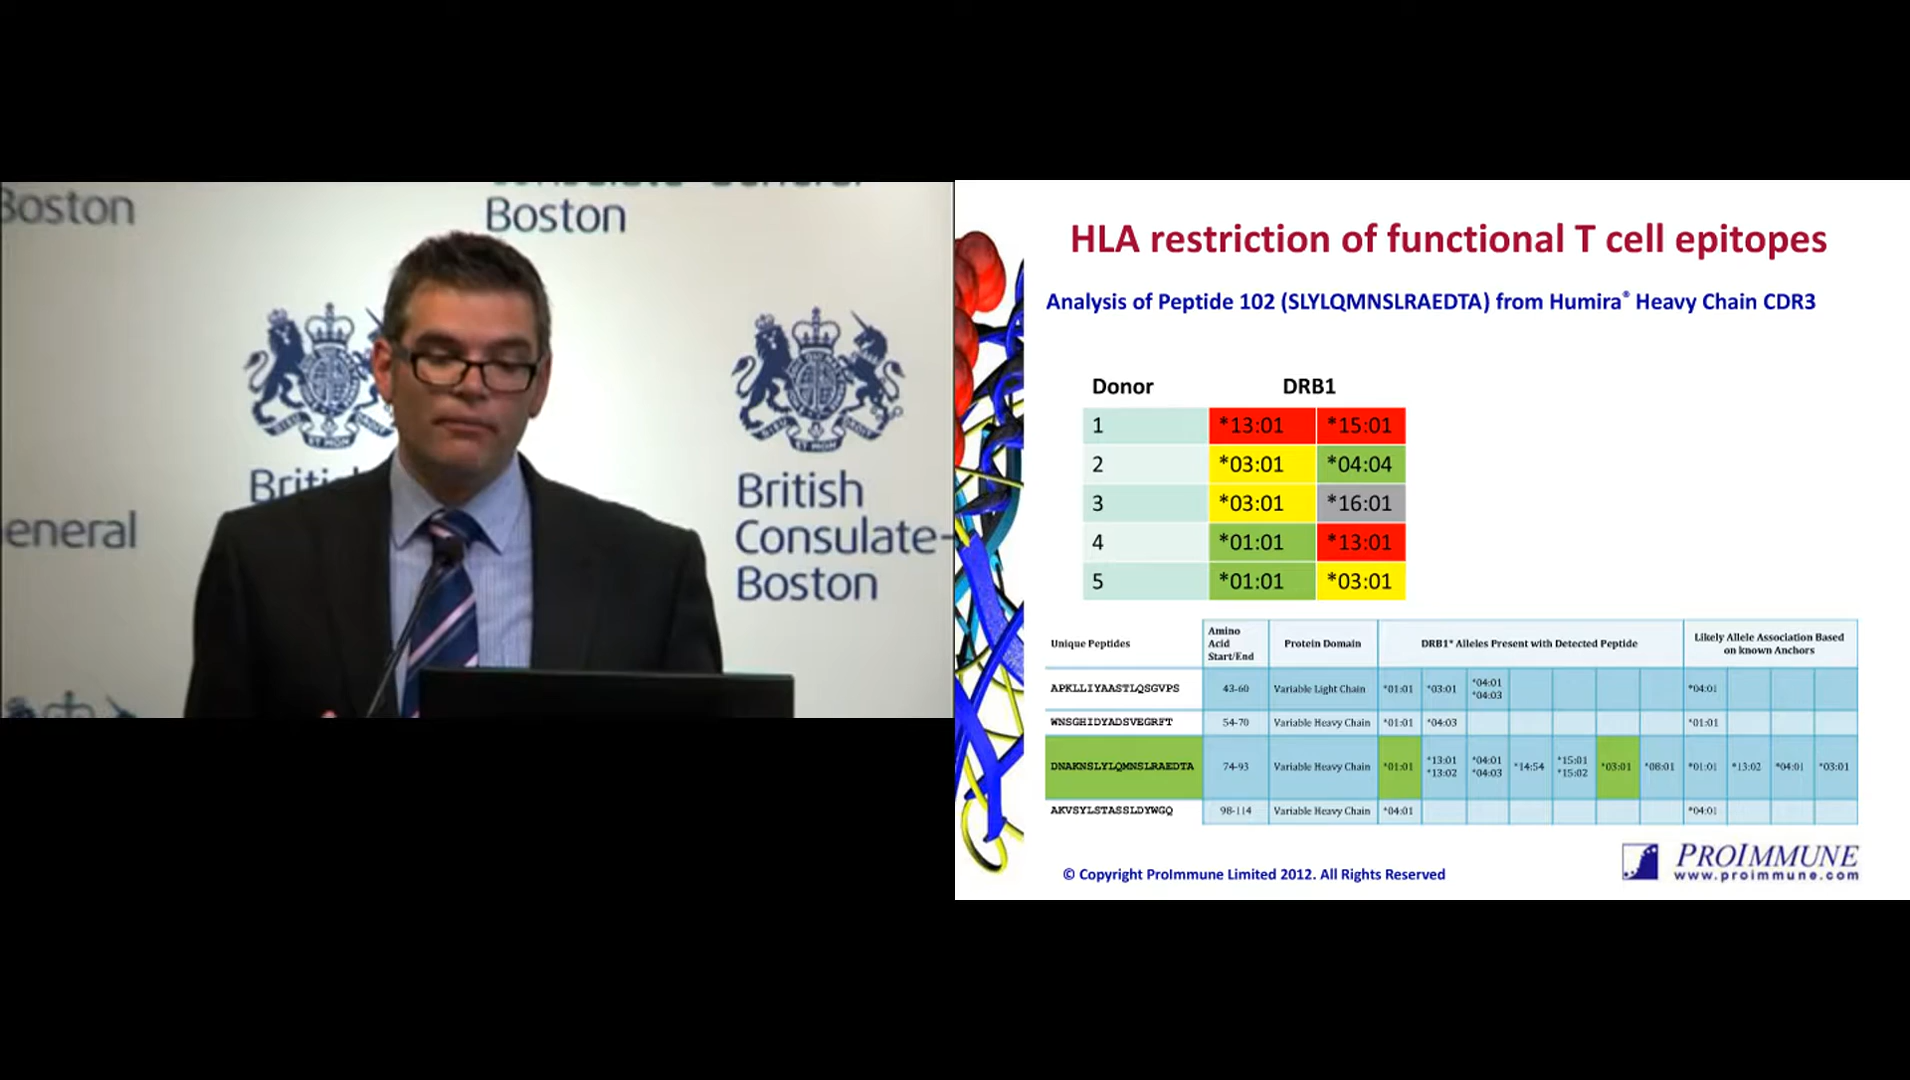 Boston
Consulate-General
Boston
Briti
eneral
British
Consulate-
Boston
HLA restriction of functional T cell epitopes
Analysis of Peptide 102 (SLYLQMNSLRAEDTA) from Humira® Heavy Chain CDR3
Donor DRB1
1 *13:01 *15:01
2 *03:01 *04:04
3 *03:01 *16:01
4 *01:01 *13:01
5 *01:01 *03:01
Unique Peptides Amino Acid Start/End Protein Domain DRB1* Alleles Present with Detected Peptide Likely Allele Association Based on known Anchors
APKLLIYAASTLQSGVPS 43-60 Variable Light Chain *01:01 *03:01 *04:01 *04:03 *04:01
WNSGHIDYADSVEGRFT 54-70 Variable Heavy Chain *01:01 *04:03 *01:01
DNAKNSLYLQMNSLRAEDTA 74-93 Variable Heavy Chain *01:01 *13:01 *13:02 *04:01 *04:03 *14:54 *15:01 *15:02 *03:01 *08:01 *01:01 *13:02 *04:01 *03:01
AKVSYLSTASSLDYWGQ 98-114 Variable Heavy Chain *04:01 *04:01
© Copyright ProImmune Limited 2012. All Rights Reserved
PROIMMUNE
www.proimmune.com